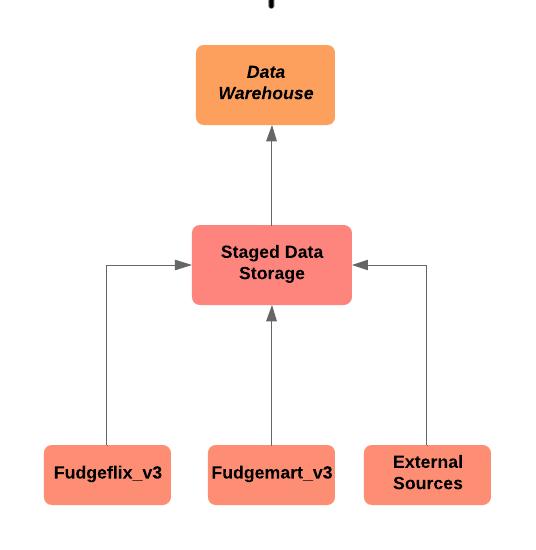 Data
Warehouse
Staged Data
Storage
Fudgeflix_v3
Fudgemart_v3
External
Sources